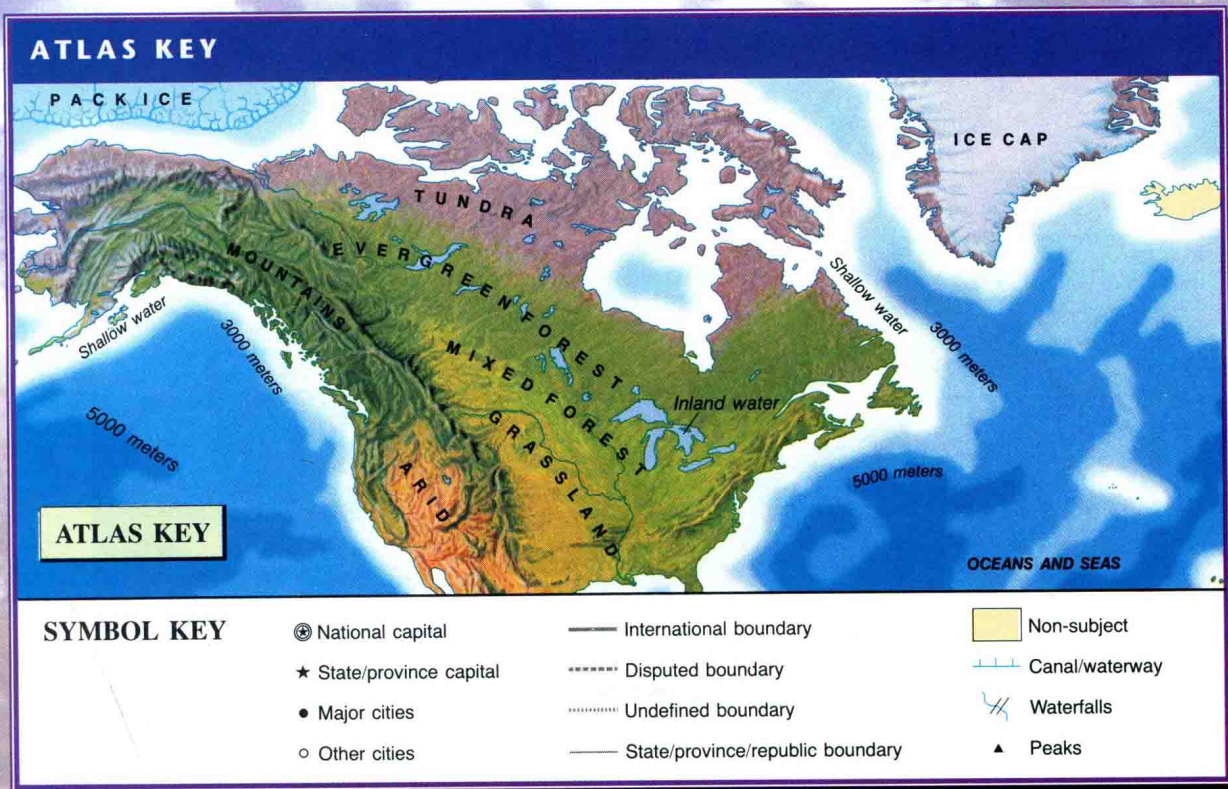 ATLAS KEY
PACK ICE
ICE CAP
TUNDRA
EVERGREEN FOREST
MOUNTAINS
Shallow water
3000 meters
5000 meters
MIXED FOREST
GRASSLAND
ARID
Inland water
Shallow water
3000 meters
5000 meters
OCEANS AND SEAS
ATLAS KEY
SYMBOL KEY
National capital
State/province capital
Major cities
Other cities
International boundary
Disputed boundary
Undefined boundary
State/province/republic boundary
Non-subject
Canal/waterway
Waterfalls
Peaks